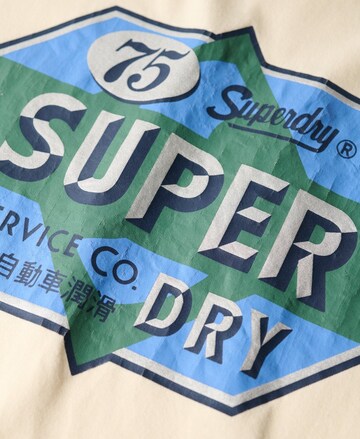 75
Superdry®
SUPER
SERVICE CO.
自動車潤滑
DRY